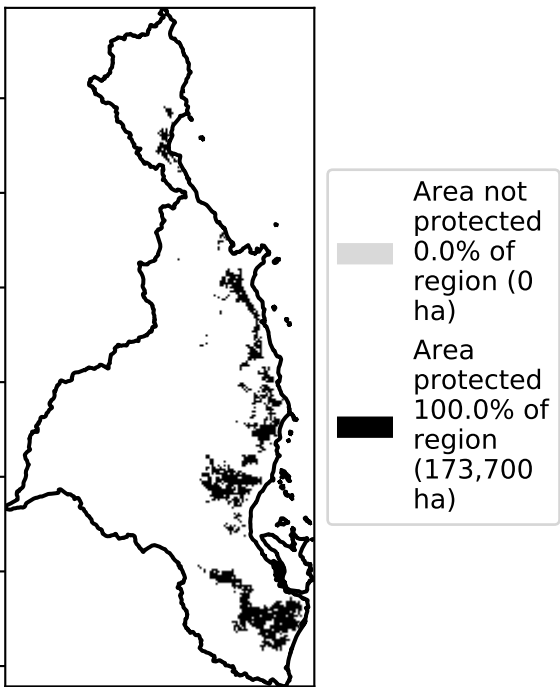 Area not
protected
0.0% of
region (0
ha)
Area
protected
100.0% of
region
(173,700
ha)